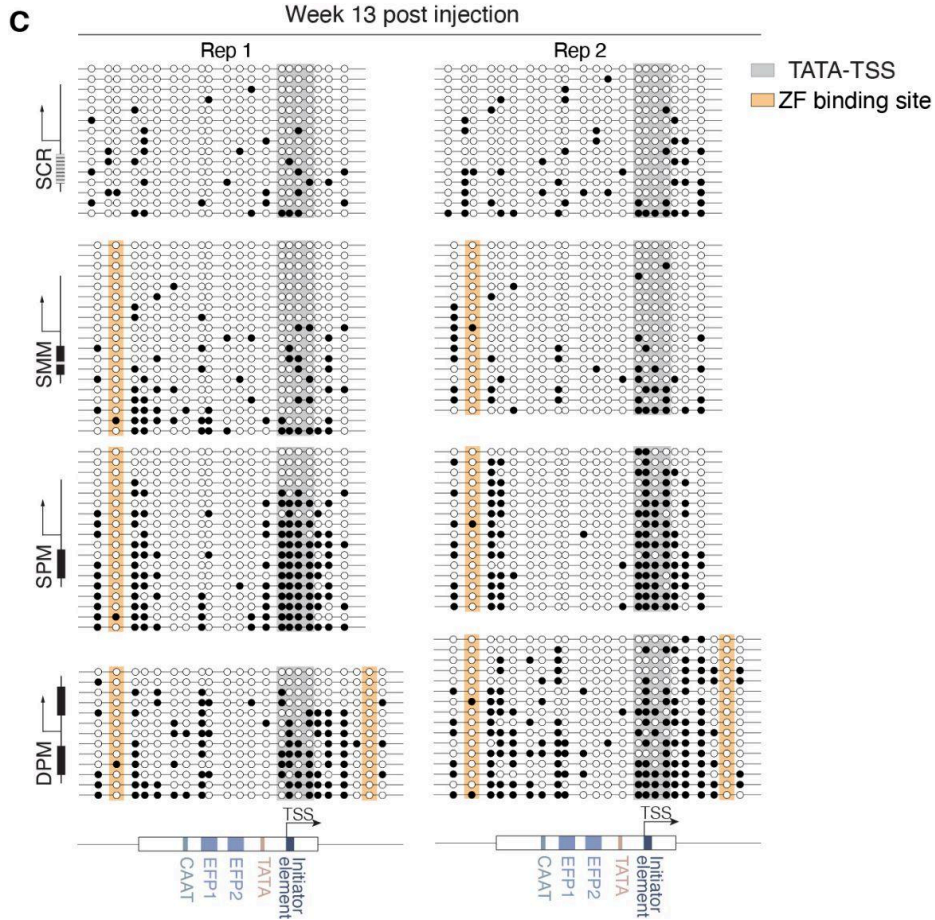 C
Week 13 post injection
Rep 1
Rep 2
TATA-TSS
ZF binding site
SCR
SMM
SPM
DPM
TSS
TSS
CAAT
EFP1
EFP2
TATA
Initiator
element
CAAT
EFP1
EFP2
TATA
Initiator
element